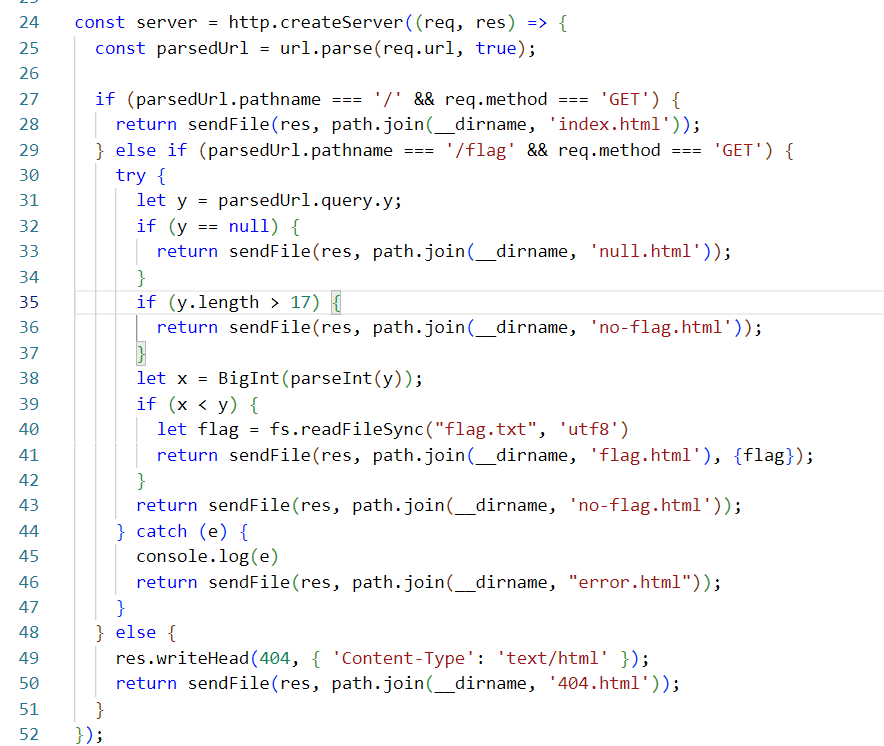 24 const server = http.createServer((req, res) => {
25 const parsedUrl = url.parse(req.url, true);
26
27 if (parsedUrl.pathname === '/' && req.method === 'GET') {
28 return sendFile(res, path.join(__dirname, 'index.html'));
29 } else if (parsedUrl.pathname === '/flag' && req.method === 'GET') {
30 try {
31 let y = parsedUrl.query.y;
32 if (y == null) {
33 return sendFile(res, path.join(__dirname, 'null.html'));
34 }
35 if (y.length > 17) {
36 return sendFile(res, path.join(__dirname, 'no-flag.html'));
37 }
38 let x = BigInt(parseInt(y));
39 if (x < y) {
40 let flag = fs.readFileSync("flag.txt", 'utf8')
41 return sendFile(res, path.join(__dirname, 'flag.html'), {flag});
42 }
43 return sendFile(res, path.join(__dirname, 'no-flag.html'));
44 } catch (e) {
45 console.log(e)
46 return sendFile(res, path.join(__dirname, "error.html"));
47 }
48 } else {
49 res.writeHead(404, { 'Content-Type': 'text/html' });
50 return sendFile(res, path.join(__dirname, '404.html'));
51 }
52 });